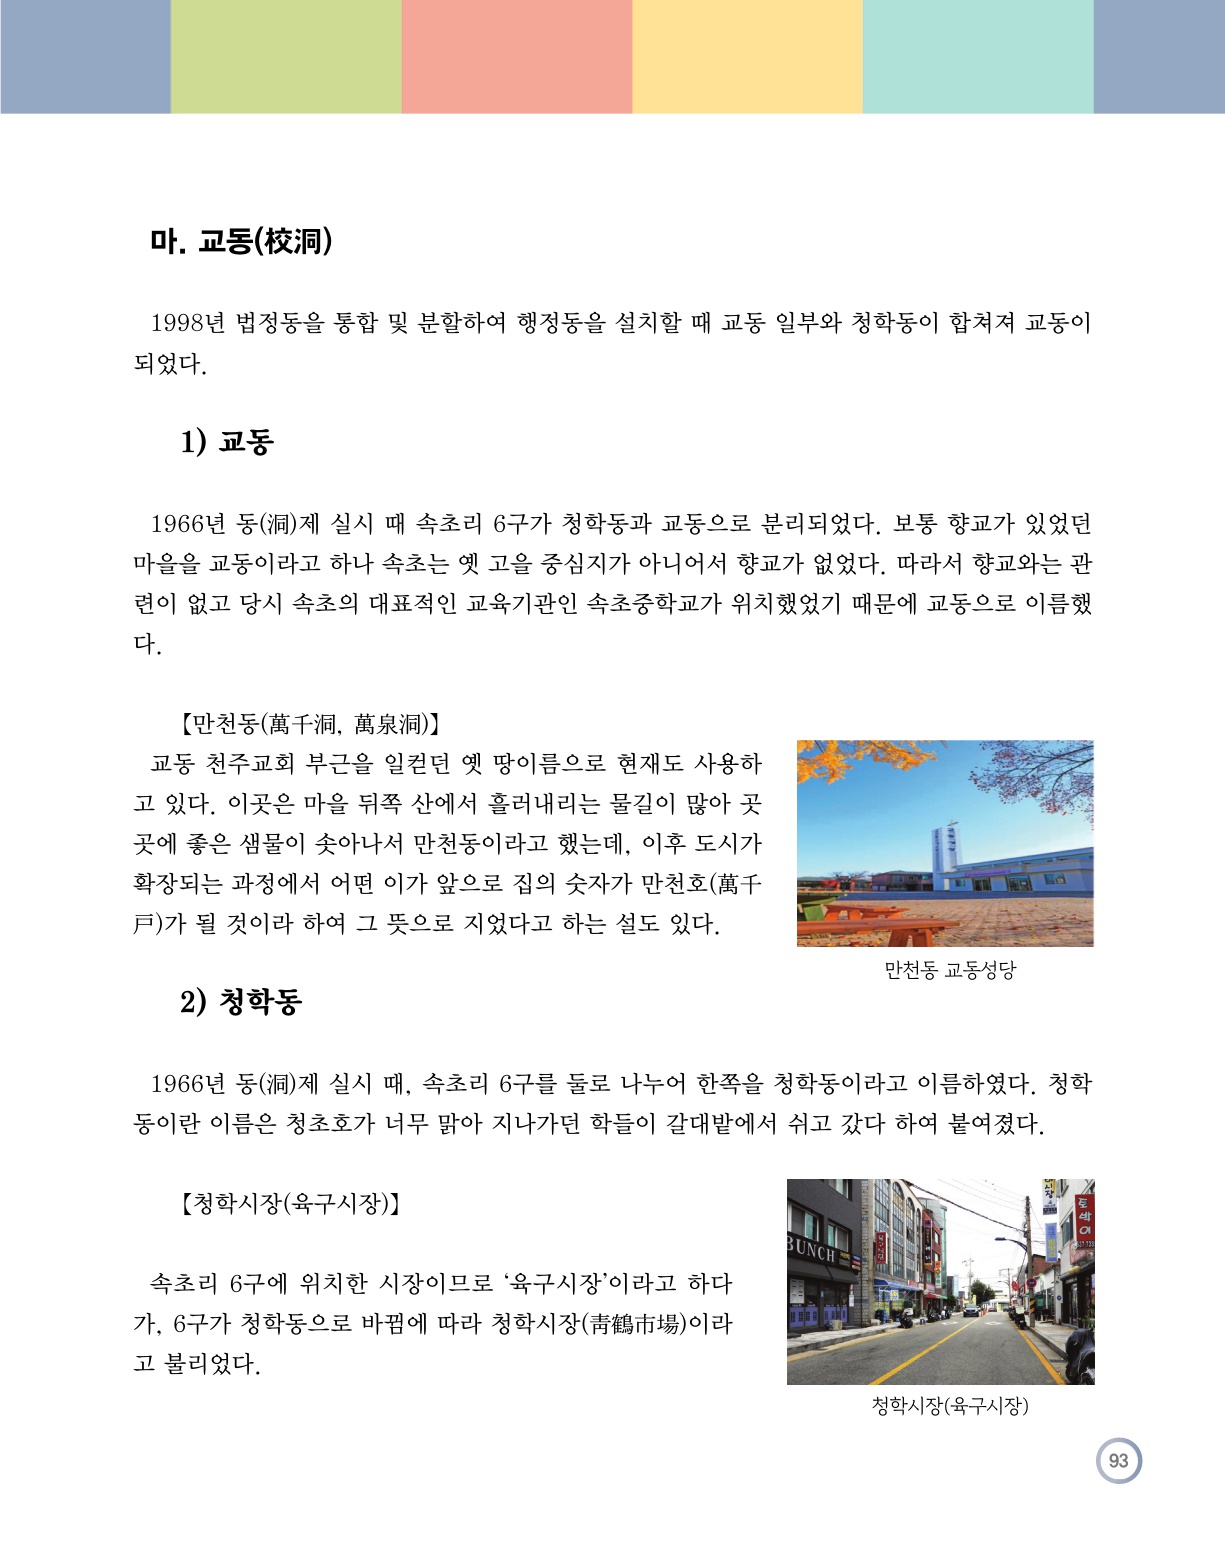 마. 교동(校洞)
1998년 법정동을 통합 및 분할하여 행정동을 설치할 때 교동 일부와 청학동이 합쳐져 교동이
되었다.
1) 교동
1966년 동(洞)제 실시 때 속초리 6구가 청학동과 교동으로 분리되었다. 보통 향교가 있었던
마을을 교동이라고 하나 속초는 옛 고을 중심지가 아니어서 향교가 없었다. 따라서 향교와는 관
련이 없고 당시 속초의 대표적인 교육기관인 속초중학교가 위치했었기 때문에 교동으로 이름했
다.
【만천동(萬千洞, 萬泉洞)】
교동 천주교회 부근을 일컫던 옛 땅이름으로 현재도 사용하
고 있다. 이곳은 마을 뒤쪽 산에서 흘러내리는 물길이 많아 곳
곳에 좋은 샘물이 솟아나서 만천동이라고 했는데, 이후 도시가
확장되는 과정에서 어떤 이가 앞으로 집의 숫자가 만천호(萬千
戶)가 될 것이라 하여 그 뜻으로 지었다고 하는 설도 있다.
만천동 교동성당
2) 청학동
1966년 동(洞)제 실시 때, 속초리 6구를 둘로 나누어 한쪽을 청학동이라고 이름하였다. 청학
동이란 이름은 청초호가 너무 맑아 지나가던 학들이 갈대밭에서 쉬고 갔다 하여 붙여졌다.
【청학시장(육구시장)】
속초리 6구에 위치한 시장이므로 ‘육구시장’이라고 하다
가, 6구가 청학동으로 바뀜에 따라 청학시장(靑鶴市場)이라
고 불리었다.
BUNCH
토박이
청학시장(육구시장)
93